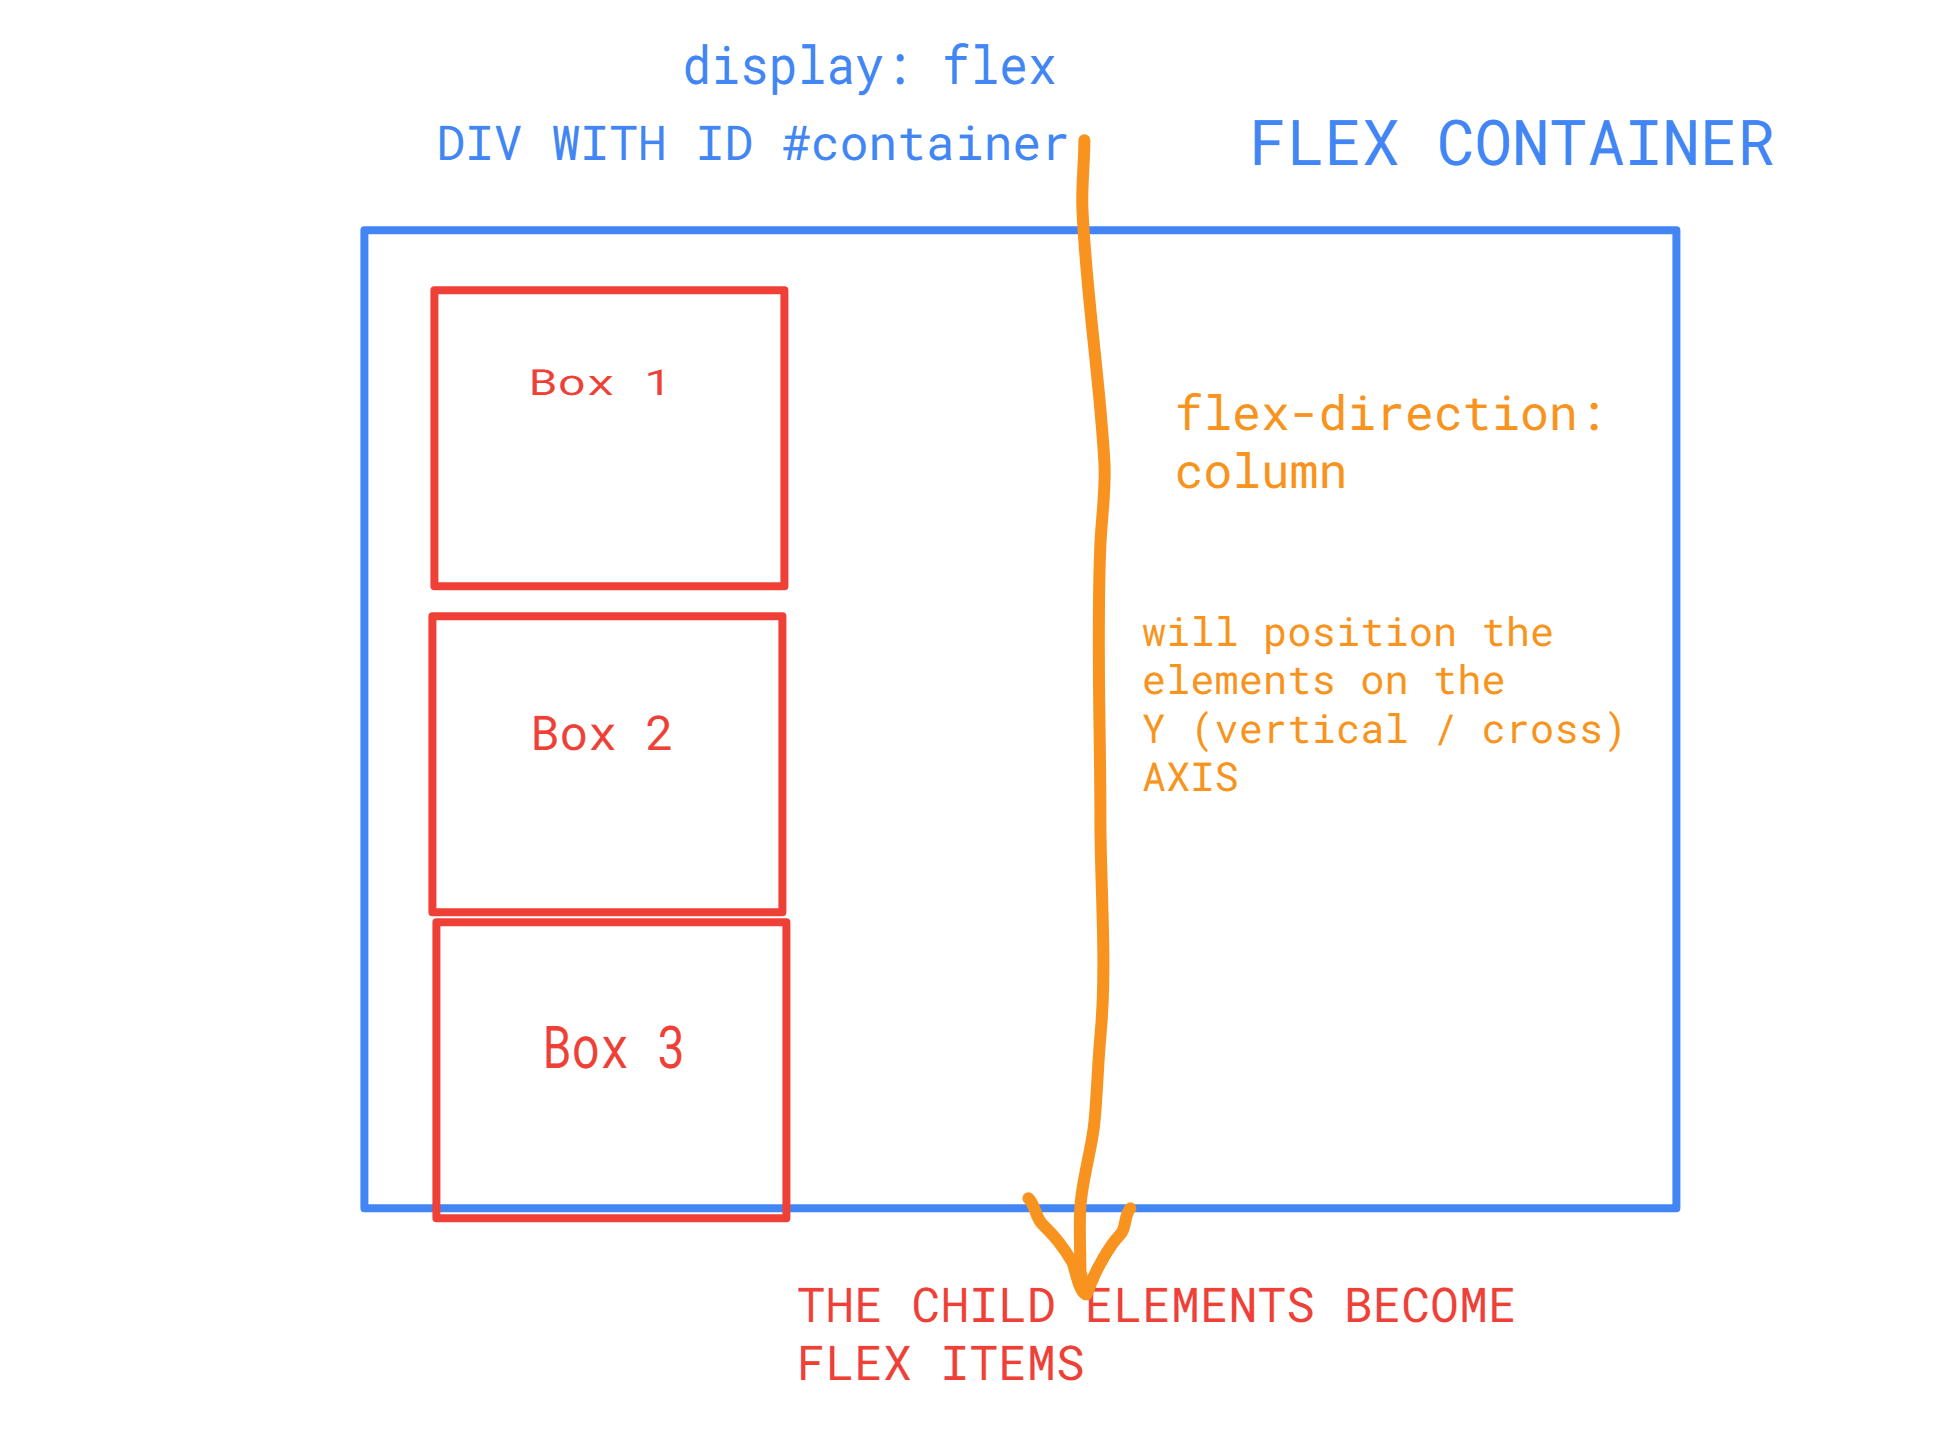 display: flex
DIV WITH ID #container
FLEX CONTAINER
Box 1
flex-direction:
column
will position the
elements on the
Y (vertical / cross)
AXIS
Box 2
Box 3
THE CHILD ELEMENTS BECOME
FLEX ITEMS